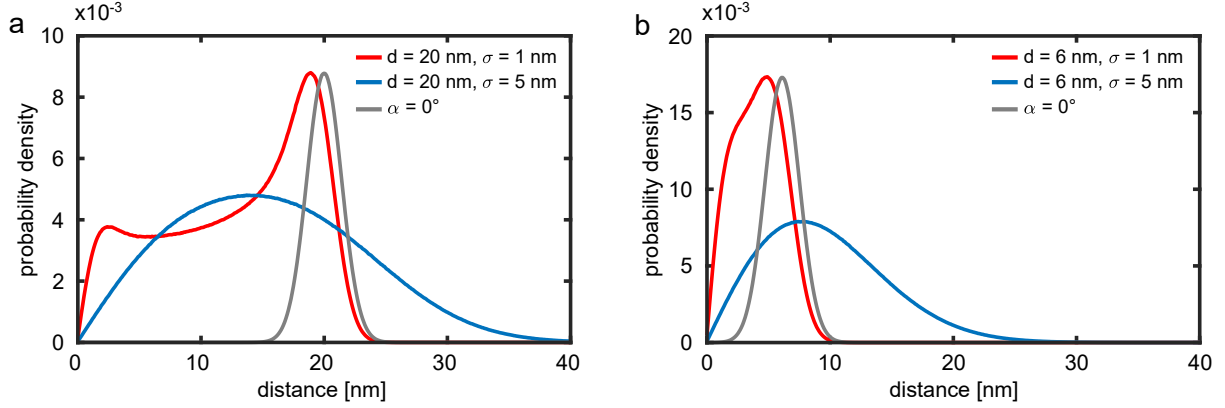 a
x10⁻³
10
8
6
4
2
0
probability density
0
10
20
30
40
distance [nm]
d = 20 nm, σ = 1 nm
d = 20 nm, σ = 5 nm
α = 0°
b
x10⁻³
20
15
10
5
0
probability density
0
10
20
30
40
distance [nm]
d = 6 nm, σ = 1 nm
d = 6 nm, σ = 5 nm
α = 0°